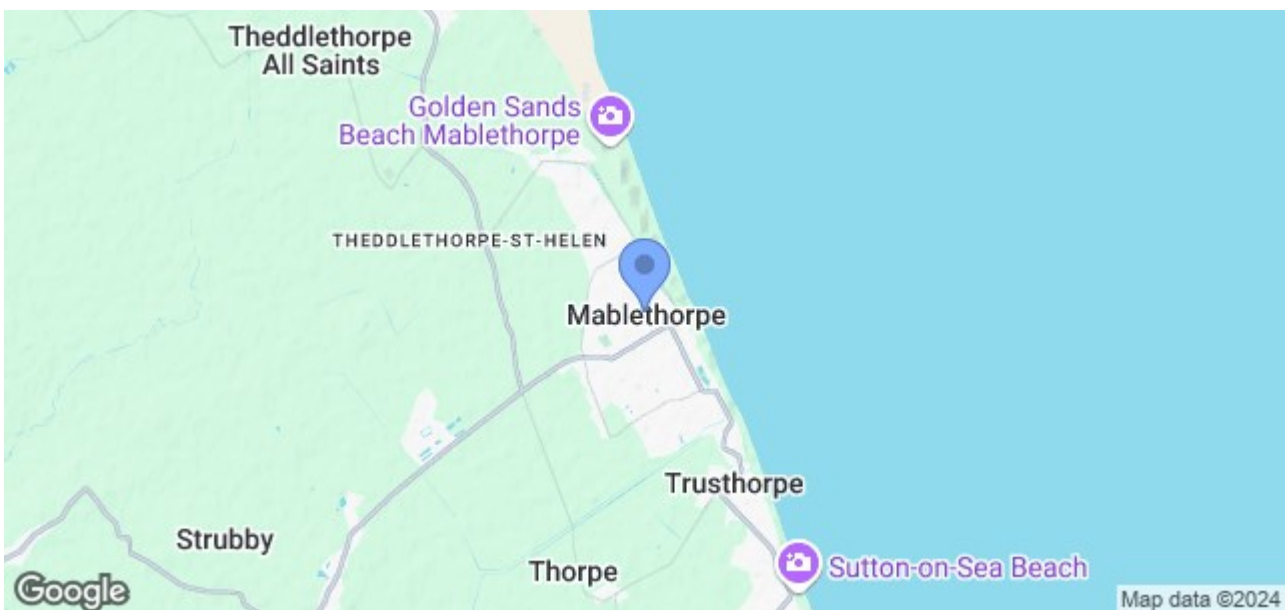 Theddlethorpe
All Saints
Golden Sands
Beach Mablethorpe
THEDDLETHORPE-ST-HELEN
Mablethorpe
Trusthorpe
Strubby
Thorpe
Sutton-on-Sea Beach
Google
Map data ©2024